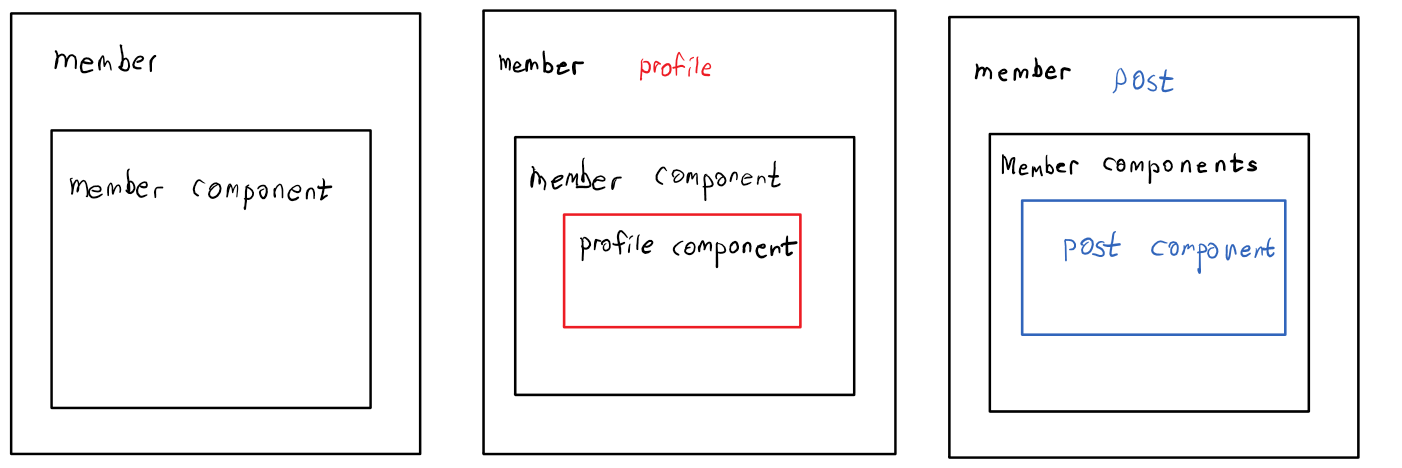 member
member component
member profile
member component
profile component
member post
Member components
post component